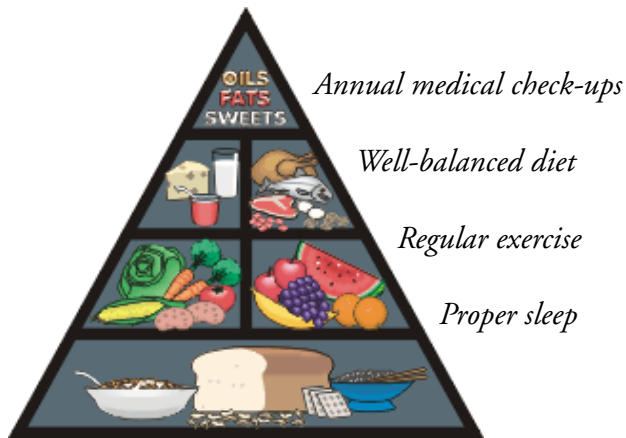 OILS
FATS
SWEETS
Annual medical check-ups
Well-balanced diet
Regular exercise
Proper sleep